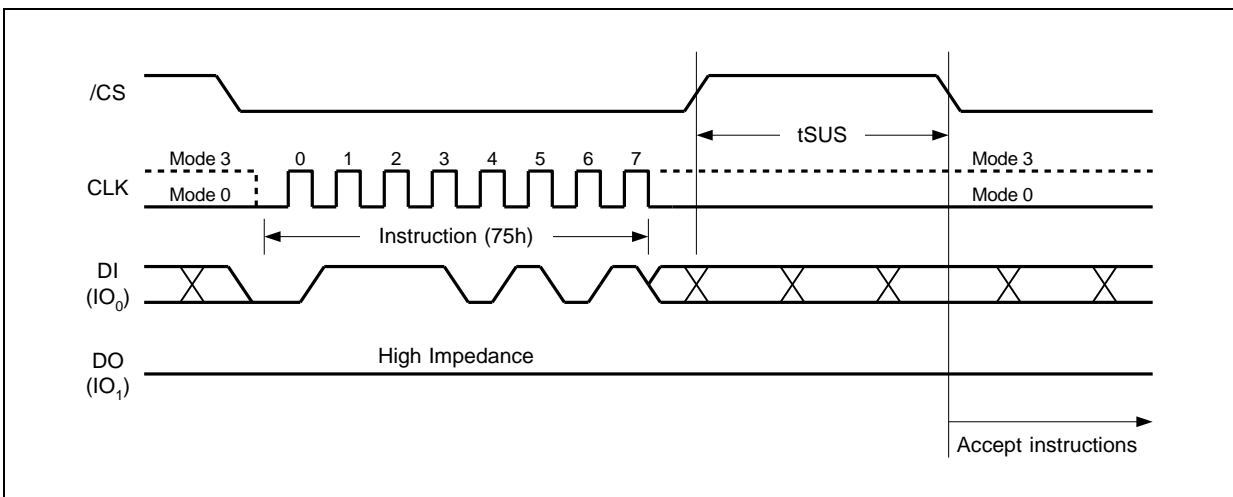 /CS
tSUS
Mode 3 0 1 2 3 4 5 6 7 Mode 3
CLK
Mode 0 Mode 0
Instruction (75h)
DI
(IO₀)
High Impedance
DO
(IO₁)
Accept instructions